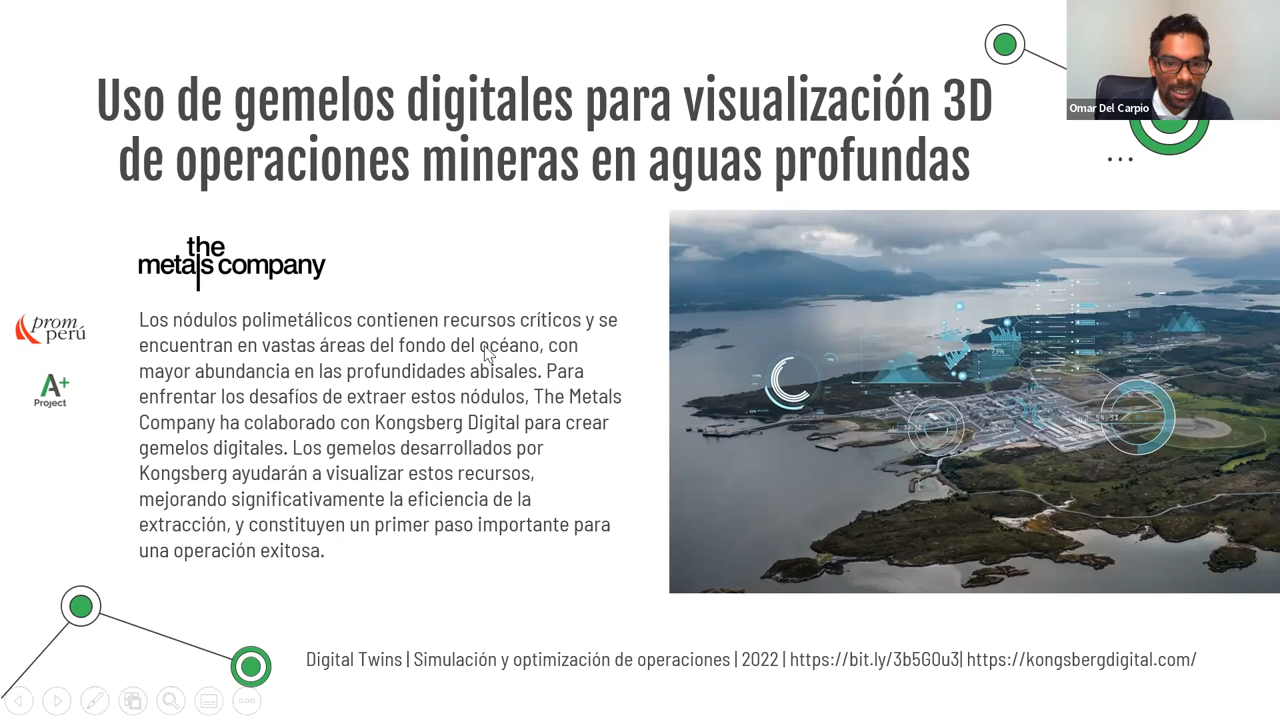 Uso de gemelos digitales para visualización 3D
de operaciones mineras en aguas profundas
Omar Del Carpio
the
metals company
prom
perú
A+
Project
Los nódulos polimetálicos contienen recursos críticos y se
encuentran en vastas áreas del fondo del océano, con
mayor abundancia en las profundidades abisales. Para
enfrentar los desafíos de extraer estos nódulos, The Metals
Company ha colaborado con Kongsberg Digital para crear
gemelos digitales. Los gemelos desarrollados por
Kongsberg ayudarán a visualizar estos recursos,
mejorando significativamente la eficiencia de la
extracción, y constituyen un primer paso importante para
una operación exitosa.
73%
Digital Twins | Simulación y optimización de operaciones | 2022 | https://bit.ly/3b5G0u3| https://kongsbergdigital.com/